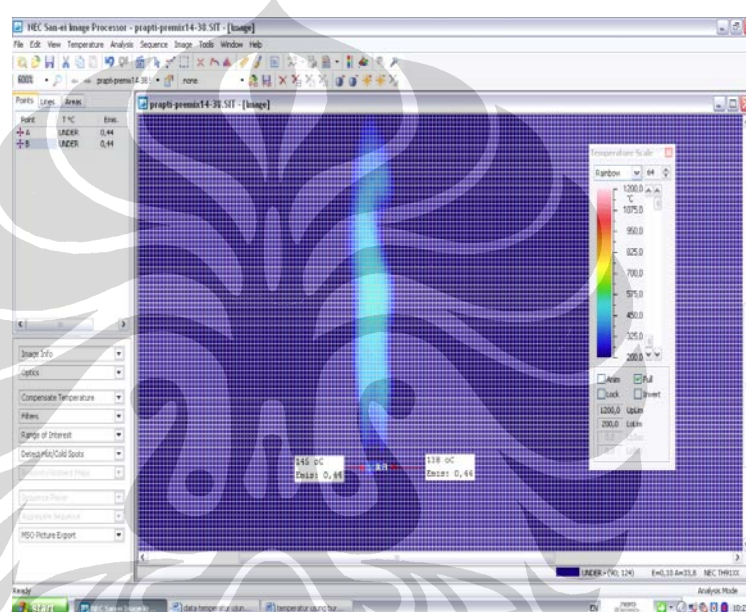 NEC San-ei Image Processor - prapti-premix14-38.SIT - [Image]
File Edit View Temperature Analysis Sequence Image Tools Window Help
600% none
Points Lines Areas
Point T °C Emis.
A UNDER 0,44
B UNDER 0,44
prapti-premix14-38.SIT - [Image]
Temperature Scale
Rainbow 64
1200,0
°C
1075,0
950,0
825,0
700,0
575,0
450,0
325,0
200,0
Anim Full
Lock Invert
1200,0 UpLim
200,0 LoLim
Image Info
Optics
Compensate Temperature
Filters
Range of Interest
Detect Hot/Cold Spots
Sequence Player
Aggregate Sequence
MSO Picture Export
145 oC
Emis: 0,44
138 oC
Emis: 0,44
UNDER - (90; 124)
Ready
Analysis Mode
start
EN